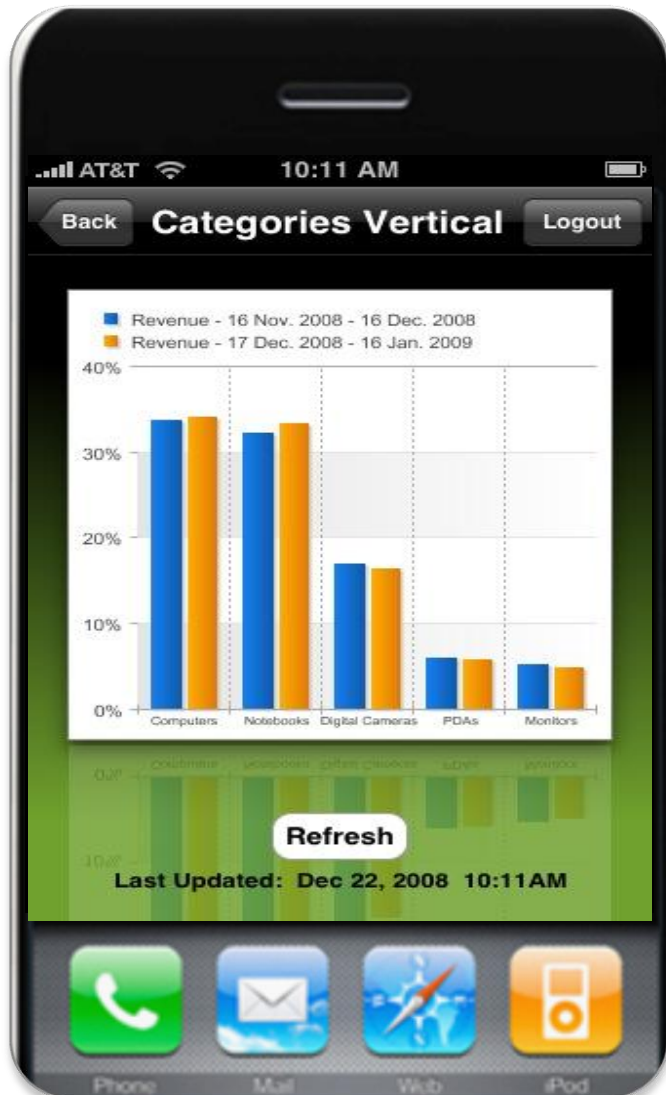 AT&T 10:11 AM
Back Categories Vertical Logout
Revenue - 16 Nov. 2008 - 16 Dec. 2008
Revenue - 17 Dec. 2008 - 16 Jan. 2009
40%
30%
20%
10%
0%
Computers Notebooks Digital Cameras PDAs Monitors
Refresh
Last Updated: Dec 22, 2008 10:11AM
Phone Mail Web iPod